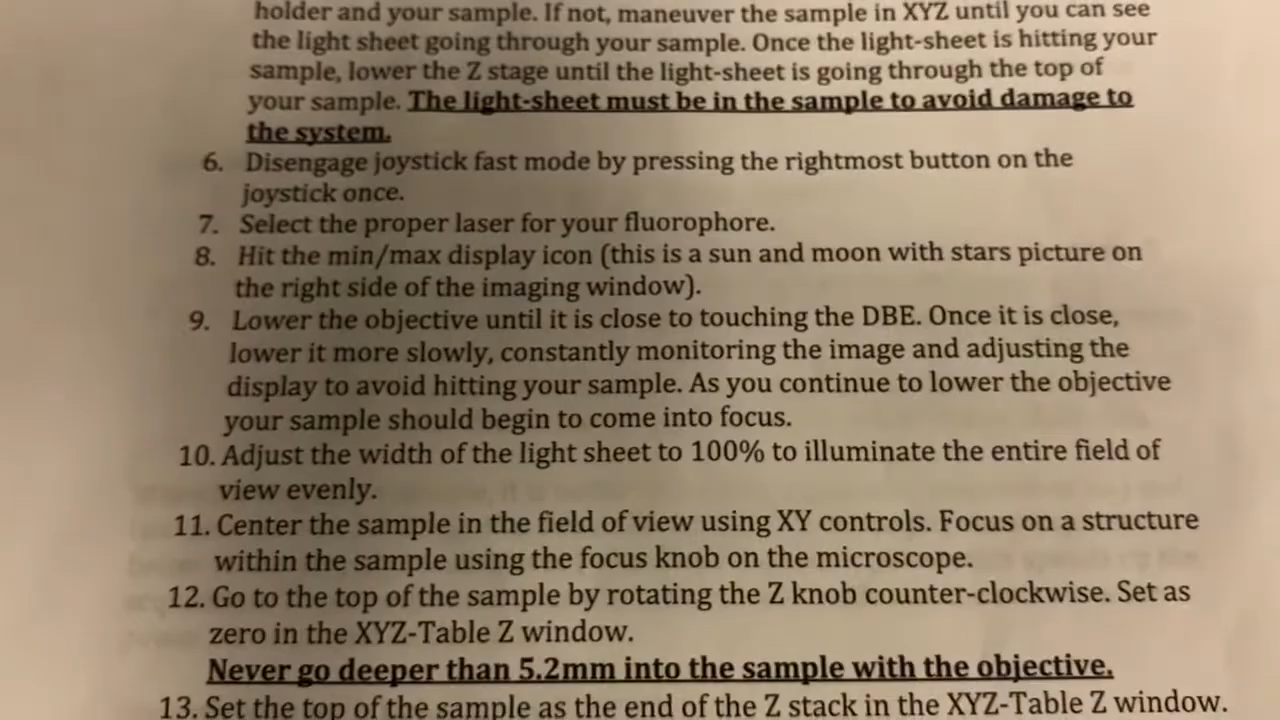 holder and your sample. If not, maneuver the sample in XYZ until you can see
the light sheet going through your sample. Once the light-sheet is hitting your
sample, lower the Z stage until the light-sheet is going through the top of
your sample. The light-sheet must be in the sample to avoid damage to
the system.
6. Disengage joystick fast mode by pressing the rightmost button on the
joystick once.
7. Select the proper laser for your fluorophore.
8. Hit the min/max display icon (this is a sun and moon with stars picture on
the right side of the imaging window).
9. Lower the objective until it is close to touching the DBE. Once it is close,
lower it more slowly, constantly monitoring the image and adjusting the
display to avoid hitting your sample. As you continue to lower the objective
your sample should begin to come into focus.
10. Adjust the width of the light sheet to 100% to illuminate the entire field of
view evenly.
11. Center the sample in the field of view using XY controls. Focus on a structure
within the sample using the focus knob on the microscope.
12. Go to the top of the sample by rotating the Z knob counter-clockwise. Set as
zero in the XYZ-Table Z window.
Never go deeper than 5.2mm into the sample with the objective.
13. Set the top of the sample as the end of the Z stack in the XYZ-Table Z window.